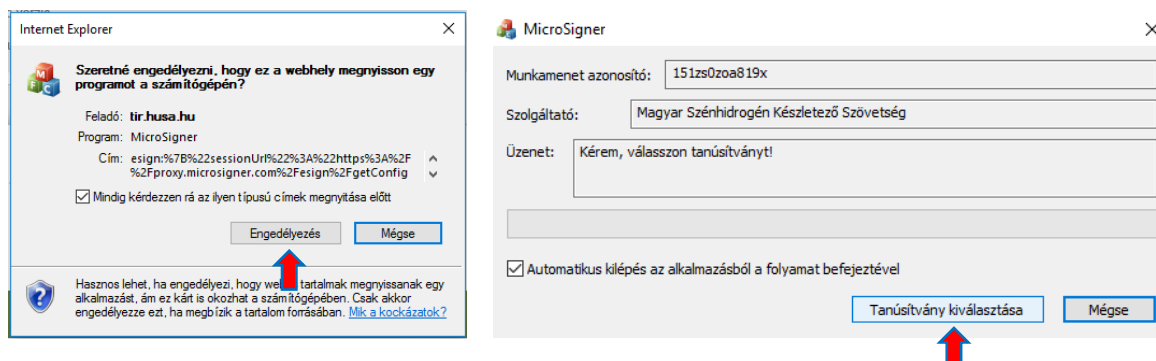 Internet Explorer
Szeretné engedélyezni, hogy ez a webhely megnyisson egy
programot a számítógépén?
Feladó: tir.husa.hu
Program: MicroSigner
Cím: esign:%7B%22sessionUrl%22%3A%22https%3A%2F
%2Fproxy.microsigner.com%2Fesign%2FgetConfig
Mindig kérdezzen rá az ilyen típusú címek megnyitása előtt
Engedélyezés
Mégse
Hasznos lehet, ha engedélyezi, hogy tartalmak megnyissanak egy
alkalmazást, ám ez kárt is okozhat a számítógépében. Csak akkor
engedélyezze ezt, ha megbízik a tartalom forrásában. Mik a kockázatok?
MicroSigner
Munkamenet azonosító: 151zs0zoa819x
Szolgáltató: Magyar Szénhidrogén Készletező Szövetség
Üzenet: Kérem, válasszon tanúsítványt!
Automatikus kilépés az alkalmazásból a folyamat befejeztével
Tanúsítvány kiválasztása
Mégse